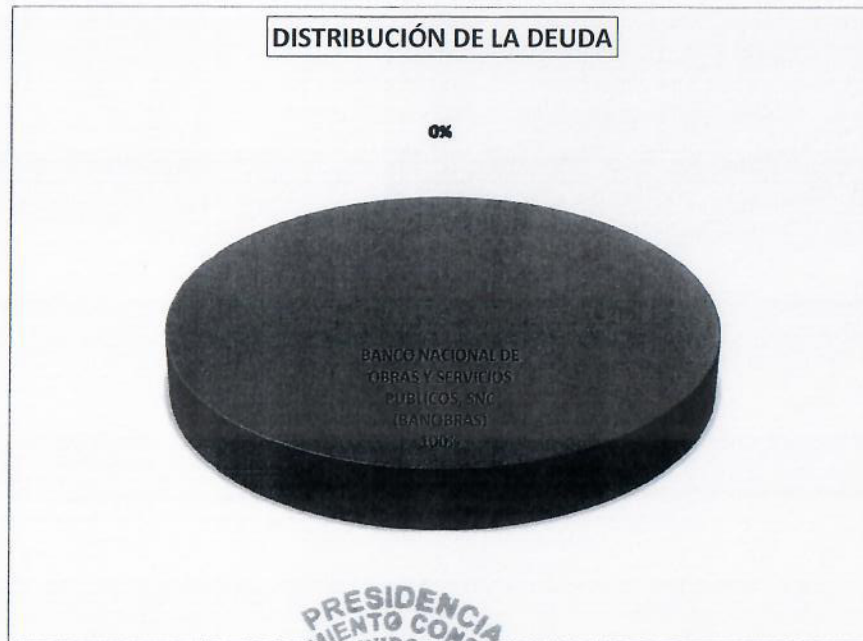 DISTRIBUCIÓN DE LA DEUDA
0%
BANCO NACIONAL DE
OBRAS Y SERVICIOS
PUBLICOS, SNC
(BANOBRAS)
100%
PRESIDENCIA